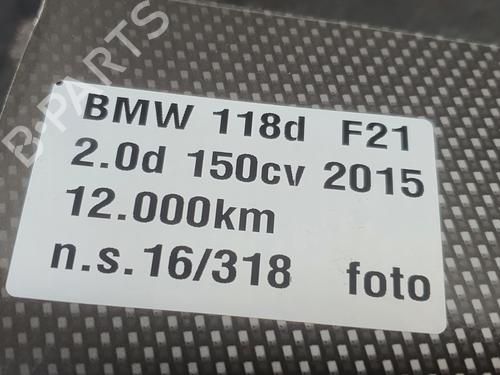 B-PARTS
BMW 118d F21
2.0d 150cv 2015
12.000km
n.s.16/318 foto